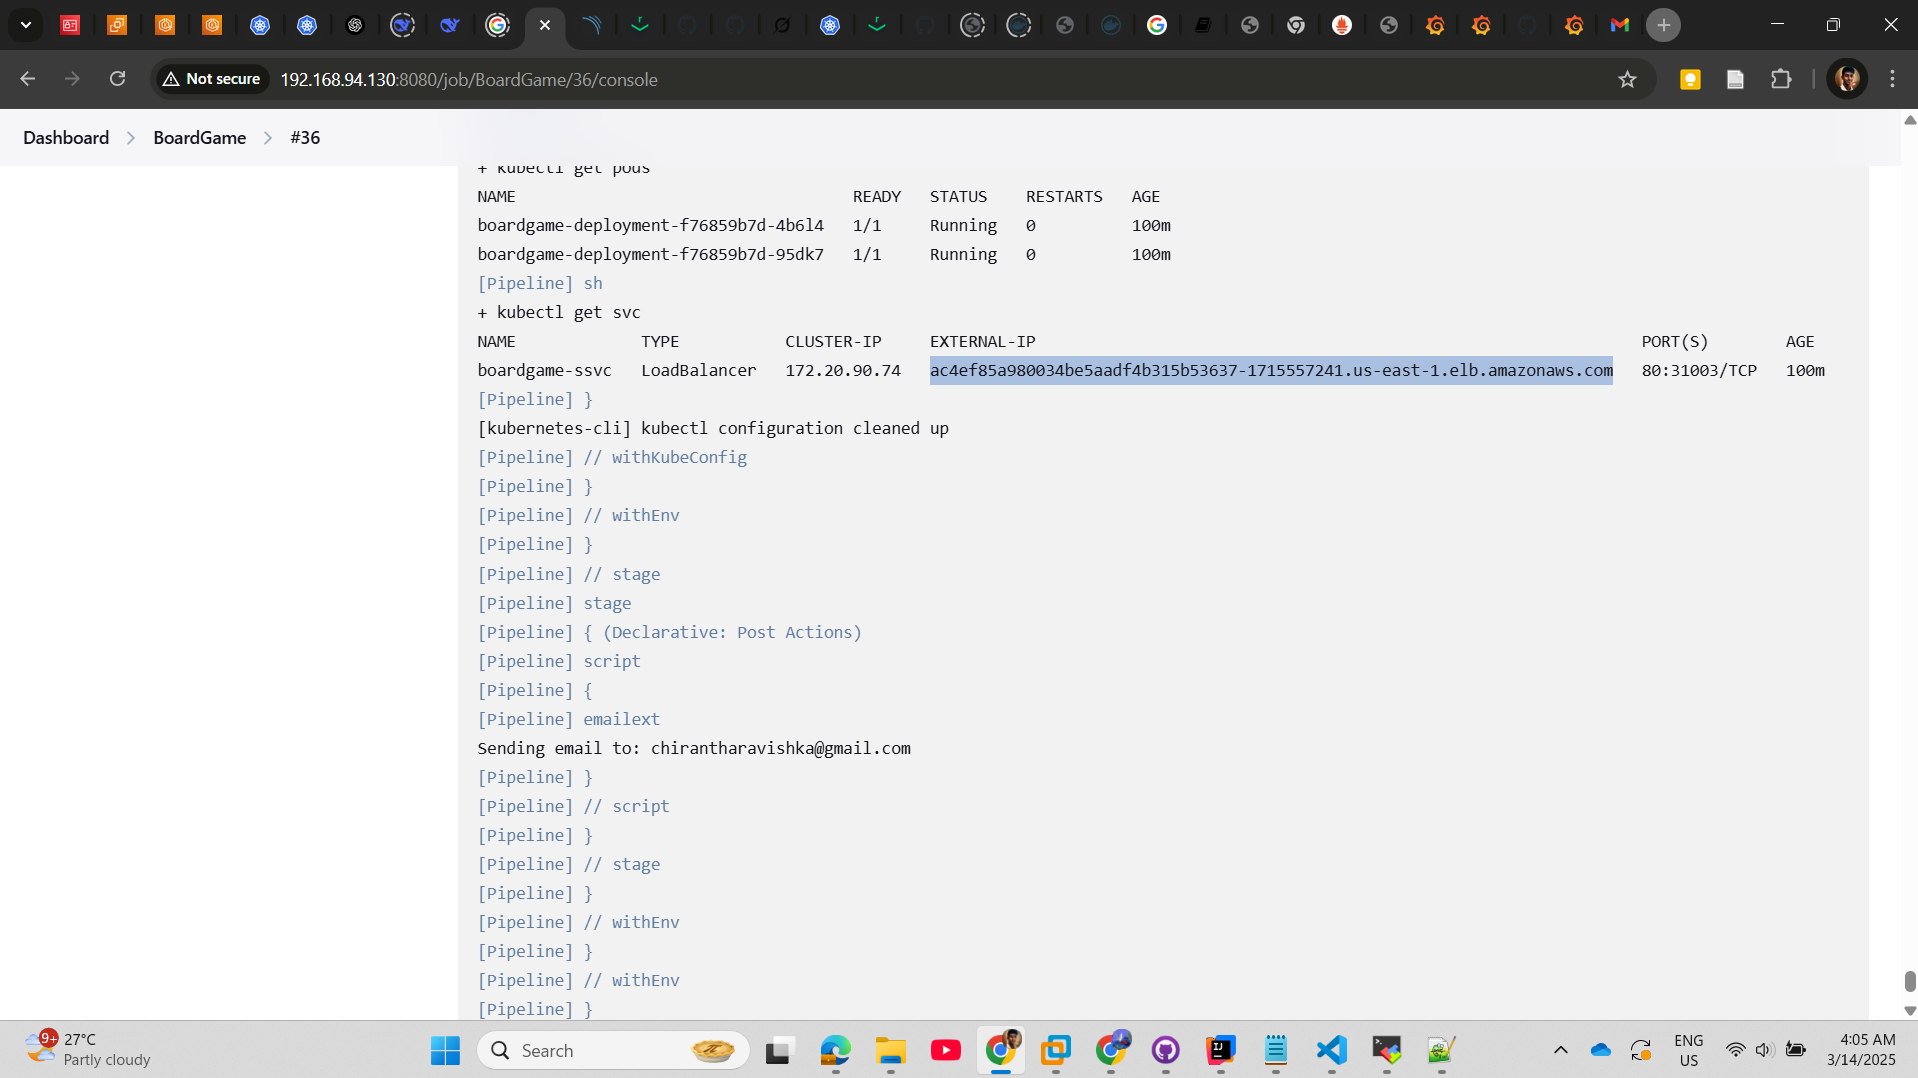 Not secure
192.168.94.130:8080/job/BoardGame/36/console
Dashboard
BoardGame
#36
+ kubectl get pods
NAME READY STATUS RESTARTS AGE
boardgame-deployment-f76859b7d-4b6l4 1/1 Running 0 100m
boardgame-deployment-f76859b7d-95dk7 1/1 Running 0 100m
[Pipeline] sh
+ kubectl get svc
NAME TYPE CLUSTER-IP EXTERNAL-IP PORT(S) AGE
boardgame-ssvc LoadBalancer 172.20.90.74 ac4ef85a980034be5aadf4b315b53637-1715557241.us-east-1.elb.amazonaws.com 80:31003/TCP 100m
[Pipeline] }
[kubernetes-cli] kubectl configuration cleaned up
[Pipeline] // withKubeConfig
[Pipeline] }
[Pipeline] // withEnv
[Pipeline] }
[Pipeline] // stage
[Pipeline] stage
[Pipeline] { (Declarative: Post Actions)
[Pipeline] script
[Pipeline] {
[Pipeline] emailext
Sending email to: chirantharavishka@gmail.com
[Pipeline] }
[Pipeline] // script
[Pipeline] }
[Pipeline] // stage
[Pipeline] }
[Pipeline] // withEnv
[Pipeline] }
[Pipeline] // withEnv
[Pipeline] }
9+
27°C
Partly cloudy
Search
ENG
US
4:05 AM
3/14/2025